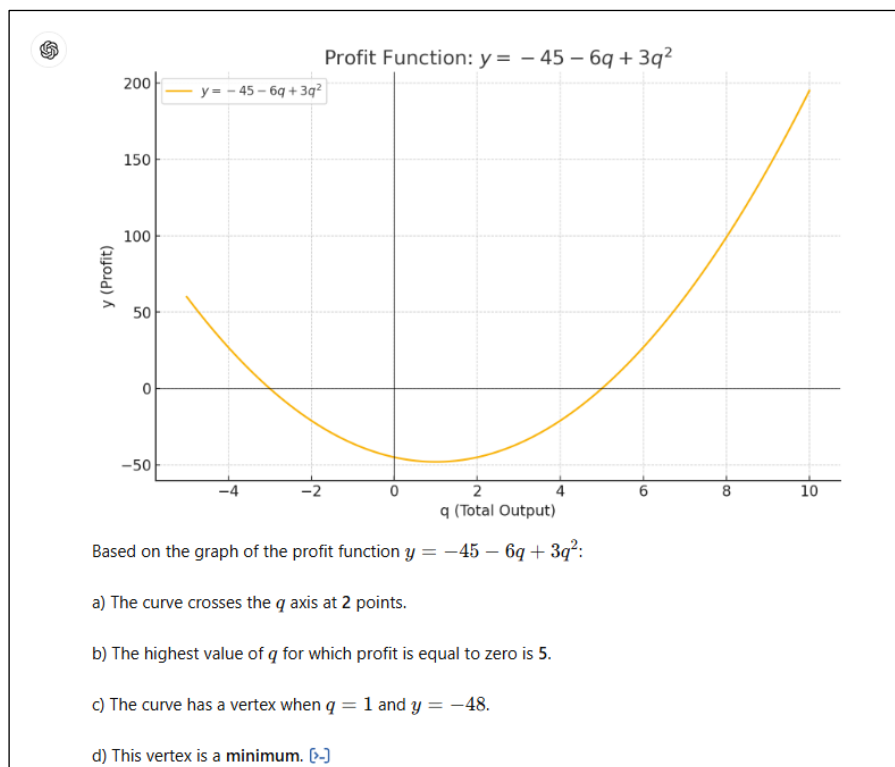 Profit Function: y = − 45 − 6q + 3q²
y = − 45 − 6q + 3q²
200
150
100
50
0
−50
y (Profit)
−4 −2 0 2 4 6 8 10
q (Total Output)
Based on the graph of the profit function y = −45 − 6q + 3q²:
a) The curve crosses the q axis at 2 points.
b) The highest value of q for which profit is equal to zero is 5.
c) The curve has a vertex when q = 1 and y = −48.
d) This vertex is a minimum. [>-]